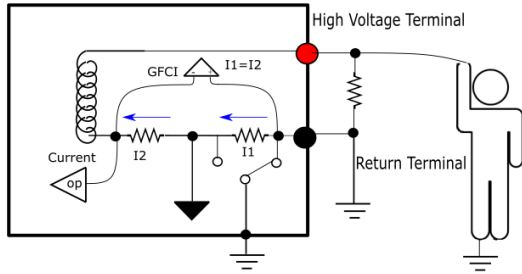 High Voltage Terminal
GFCI
I1=I2
- +
I2
I1
Current
op
Return Terminal